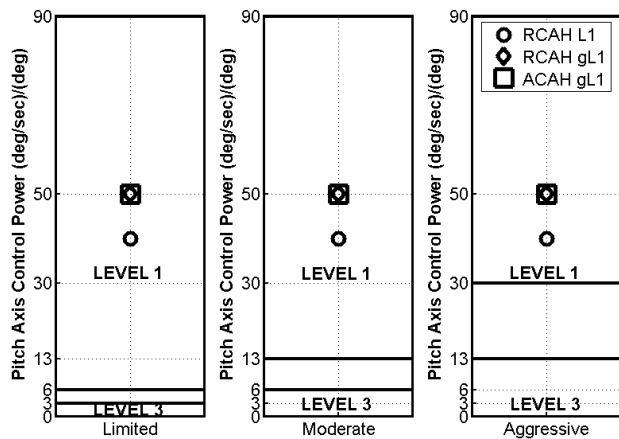 Pitch Axis Control Power (deg/sec)/(deg)
90
50
30
13
6
3
0
LEVEL 1
LEVEL 3
Limited
Pitch Axis Control Power (deg/sec)/(deg)
90
50
30
13
6
3
0
LEVEL 1
LEVEL 3
Moderate
Pitch Axis Control Power (deg/sec)/(deg)
90
50
30
13
6
3
0
RCAH L1
RCAH gL1
ACAH gL1
LEVEL 1
LEVEL 3
Aggressive